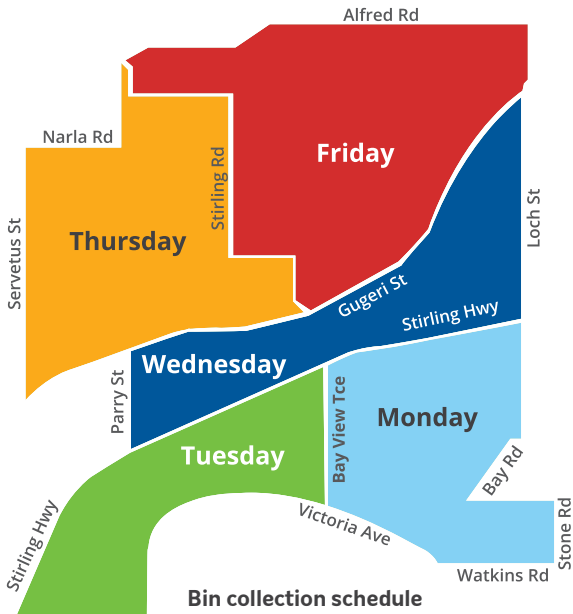 Alfred Rd
Narla Rd
Friday
Stirling Rd
Thursday
Loch St
Servetus St
Gugeri St
Stirling Hwy
Wednesday
Parry St
Bay View Tce
Monday
Tuesday
Bay Rd
Victoria Ave
Stirling Hwy
Stone Rd
Watkins Rd
Bin collection schedule